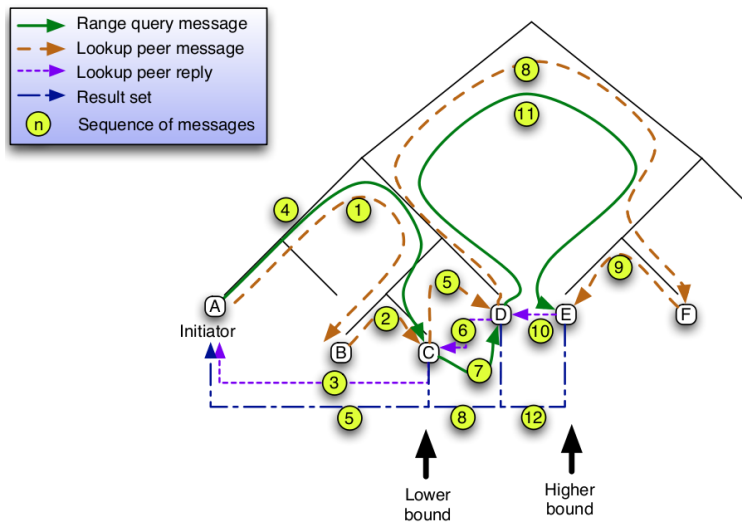 Range query message
Lookup peer message
Lookup peer reply
Result set
n Sequence of messages
8
11
4
1
9
5
A
2
6
D
10
E
F
Initiator
B
C
7
3
5
8
12
Lower
bound
Higher
bound